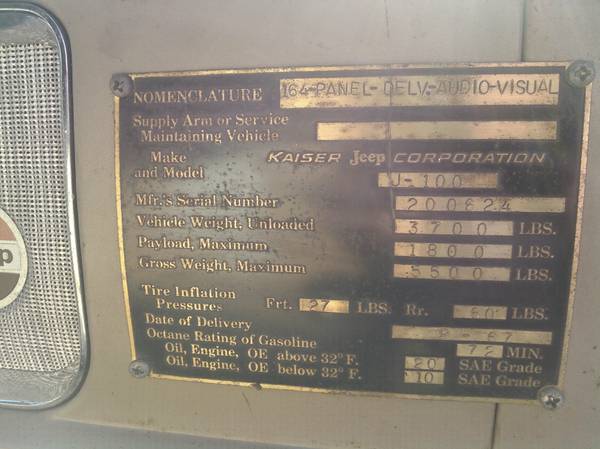 NOMENCLATURE 164-PANEL-DELV.-AUDIO-VISUAL
Supply Arm or Service
Maintaining Vehicle
Make KAISER Jeep CORPORATION
and Model J-100
Mfr.'s Serial Number 200624
Vehicle Weight, Unloaded 3700 LBS.
Payload, Maximum 1800 LBS.
Gross Weight, Maximum 5500 LBS.
Tire Inflation
Pressures Frt. 27 LBS. Rr. 60 LBS.
Date of Delivery
Octane Rating of Gasoline 72 MIN.
Oil, Engine, OE above 32° F. 20 SAE Grade
Oil, Engine, OE below 32° F. 10 SAE Grade